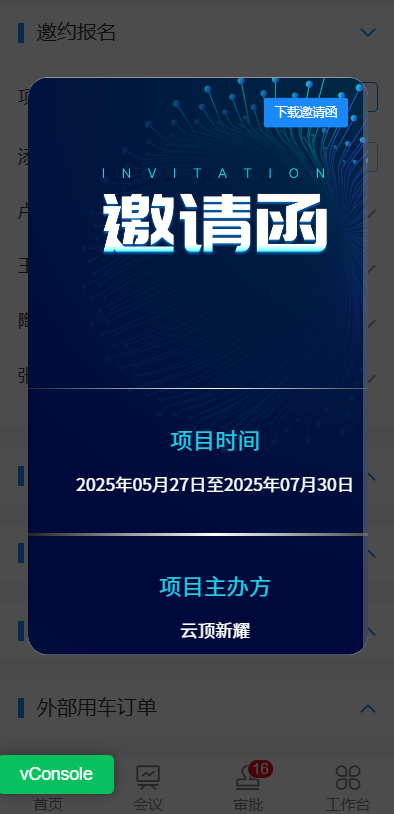 邀约报名
下载邀请函
INVITATION
邀请函
项目时间
2025年05月27日至2025年07月30日
项目主办方
云顶新耀
外部用车订单
vConsole
16
首页
会议
审批
工作台